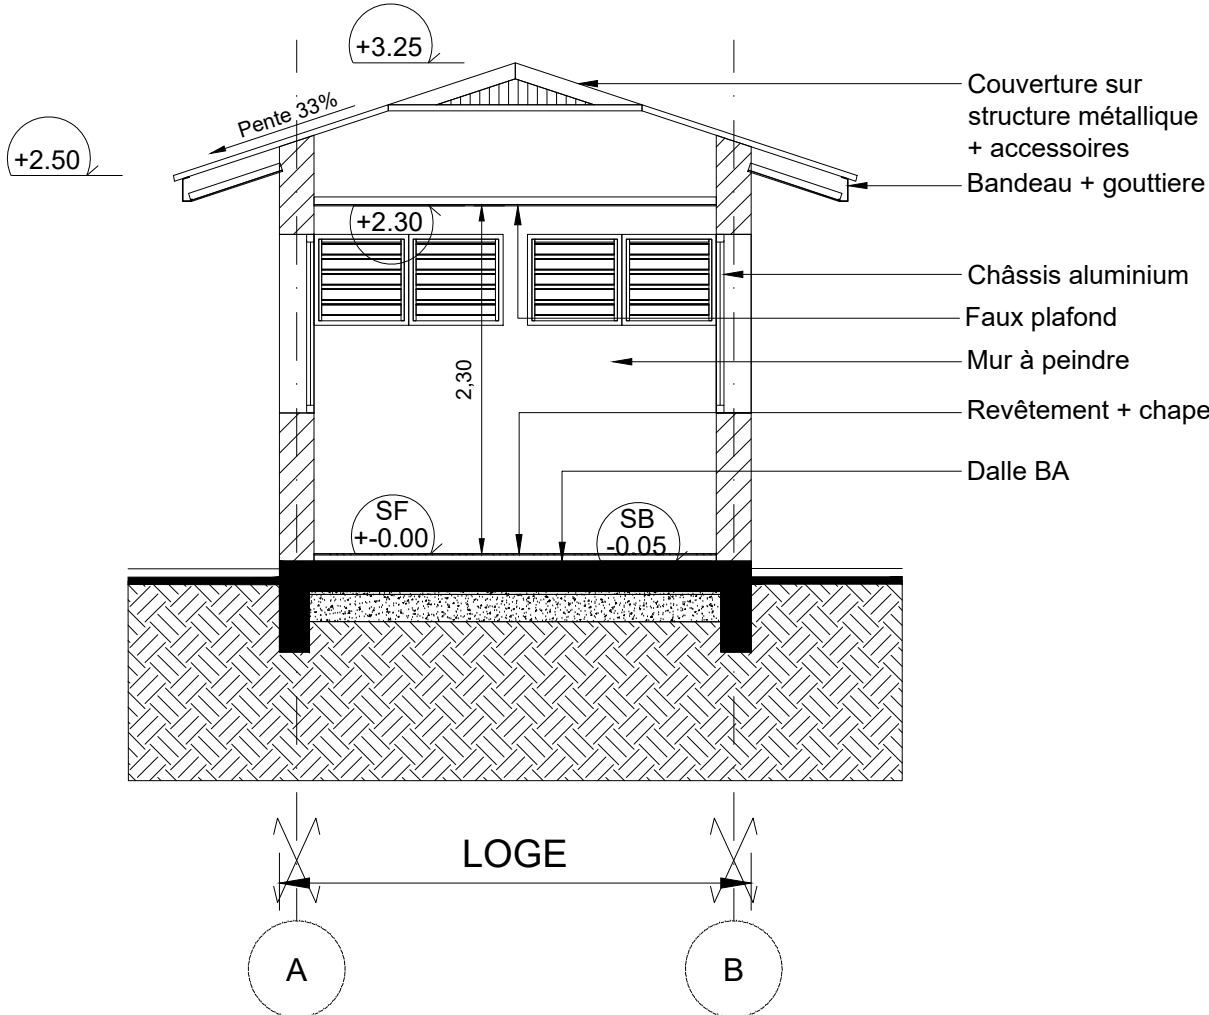 +3.25
Couverture sur
structure métallique
+ accessoires
Pente 33%
+2.50
Bandeau + gouttiere
+2.30
Châssis aluminium
Faux plafond
Mur à peindre
2,30
Revêtement + chape
Dalle BA
SF
+-0.00
SB
-0.05
LOGE
A
B